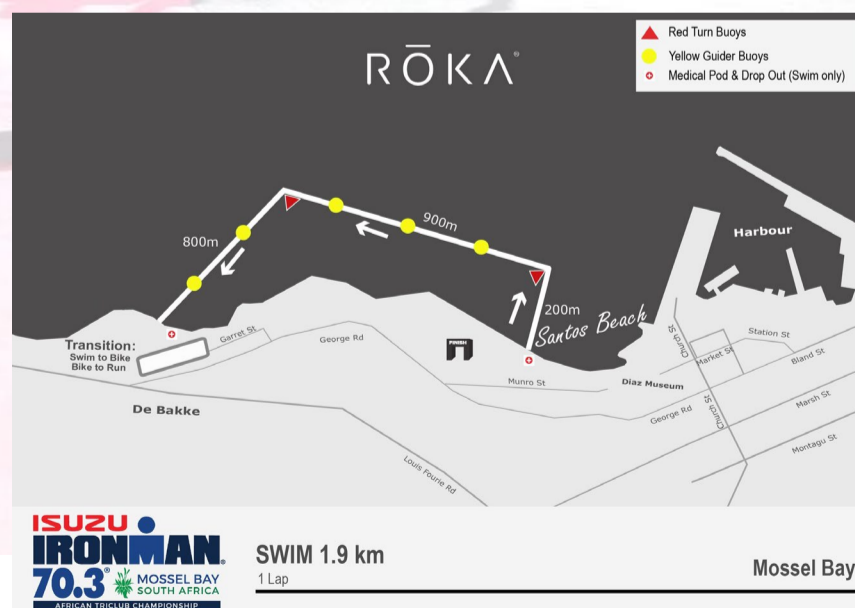 RŌKA®
Red Turn Buoys
Yellow Guider Buoys
Medical Pod & Drop Out (Swim only)
Harbour
900m
800m
200m
Santos Beach
Transition:
Swim to Bike
Bike to Run
Garret St
George Rd
FINISH
Munro St
Diaz Museum
George Rd
Church St
Market St
Station St
Bland St
Church St
Marsh St
Montagu St
De Bakke
Louis Fourie Rd
ISUZU
IRONMAN®
70.3® MOSSEL BAY
SOUTH AFRICA
AFRICAN TRICLUB CHAMPIONSHIP
SWIM 1.9 km
1 Lap
Mossel Bay